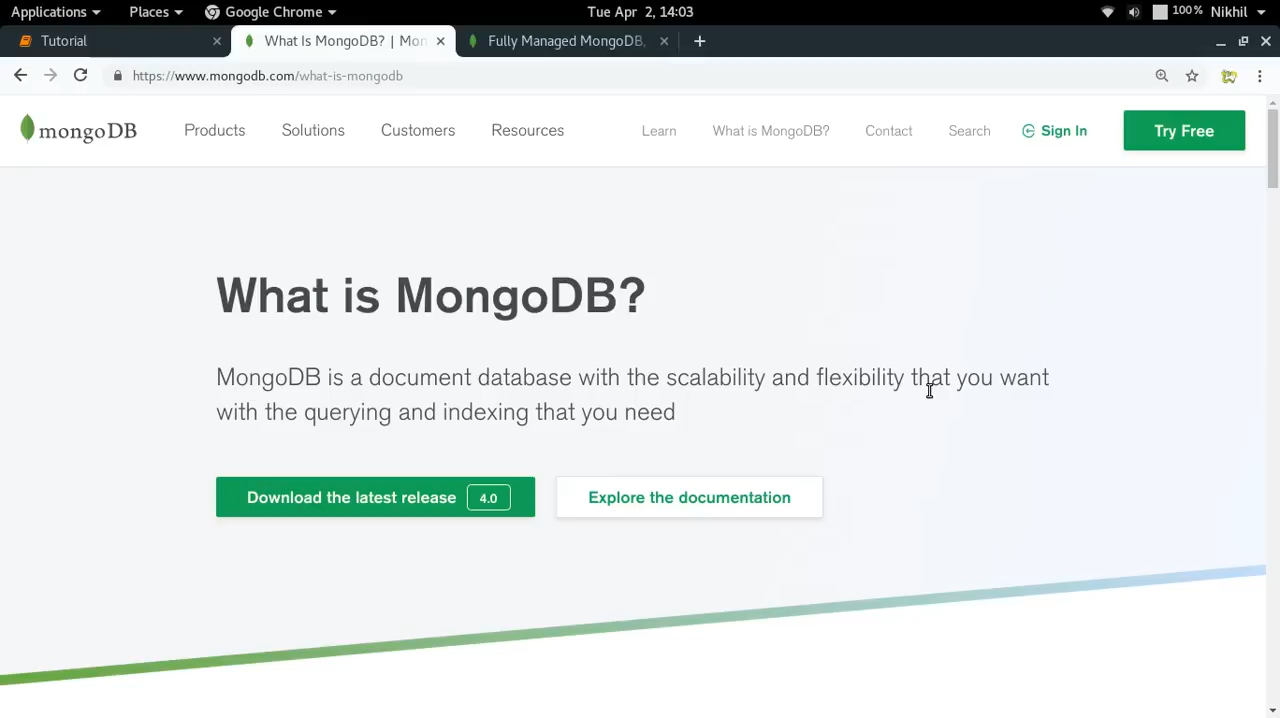 Applications Places Google Chrome Tue Apr 2, 14:03 100% Nikhil
Tutorial What Is MongoDB? | Mon Fully Managed MongoDB,
https://www.mongodb.com/what-is-mongodb
mongoDB Products Solutions Customers Resources Learn What is MongoDB? Contact Search Sign In Try Free
What is MongoDB?
MongoDB is a document database with the scalability and flexibility that you want
with the querying and indexing that you need
Download the latest release 4.0 Explore the documentation